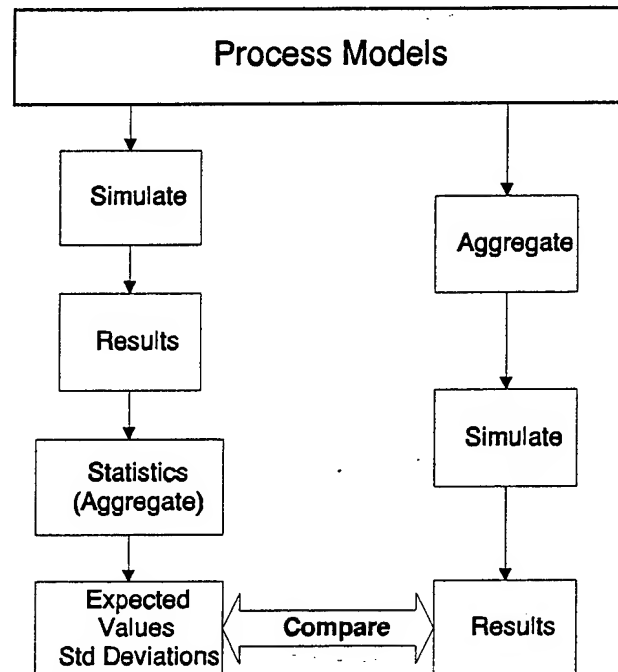 Process Models
Simulate
Results
Statistics
(Aggregate)
Expected
Values
Std Deviations
Aggregate
Simulate
Results
Compare